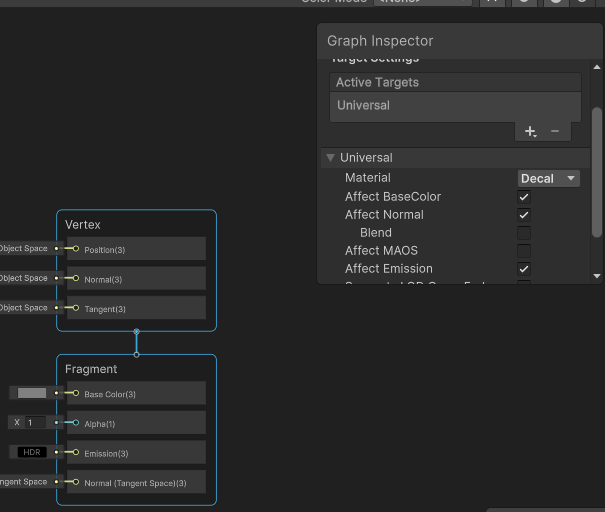 Color Mode <None>
Graph Inspector
Target Settings
Active Targets
Universal
+ −
Universal
Material Decal
Affect BaseColor
Affect Normal
Blend
Affect MAOS
Affect Emission
Vertex
Object Space Position(3)
Object Space Normal(3)
Object Space Tangent(3)
Fragment
Base Color(3)
X 1 Alpha(1)
HDR Emission(3)
ngent Space Normal (Tangent Space)(3)